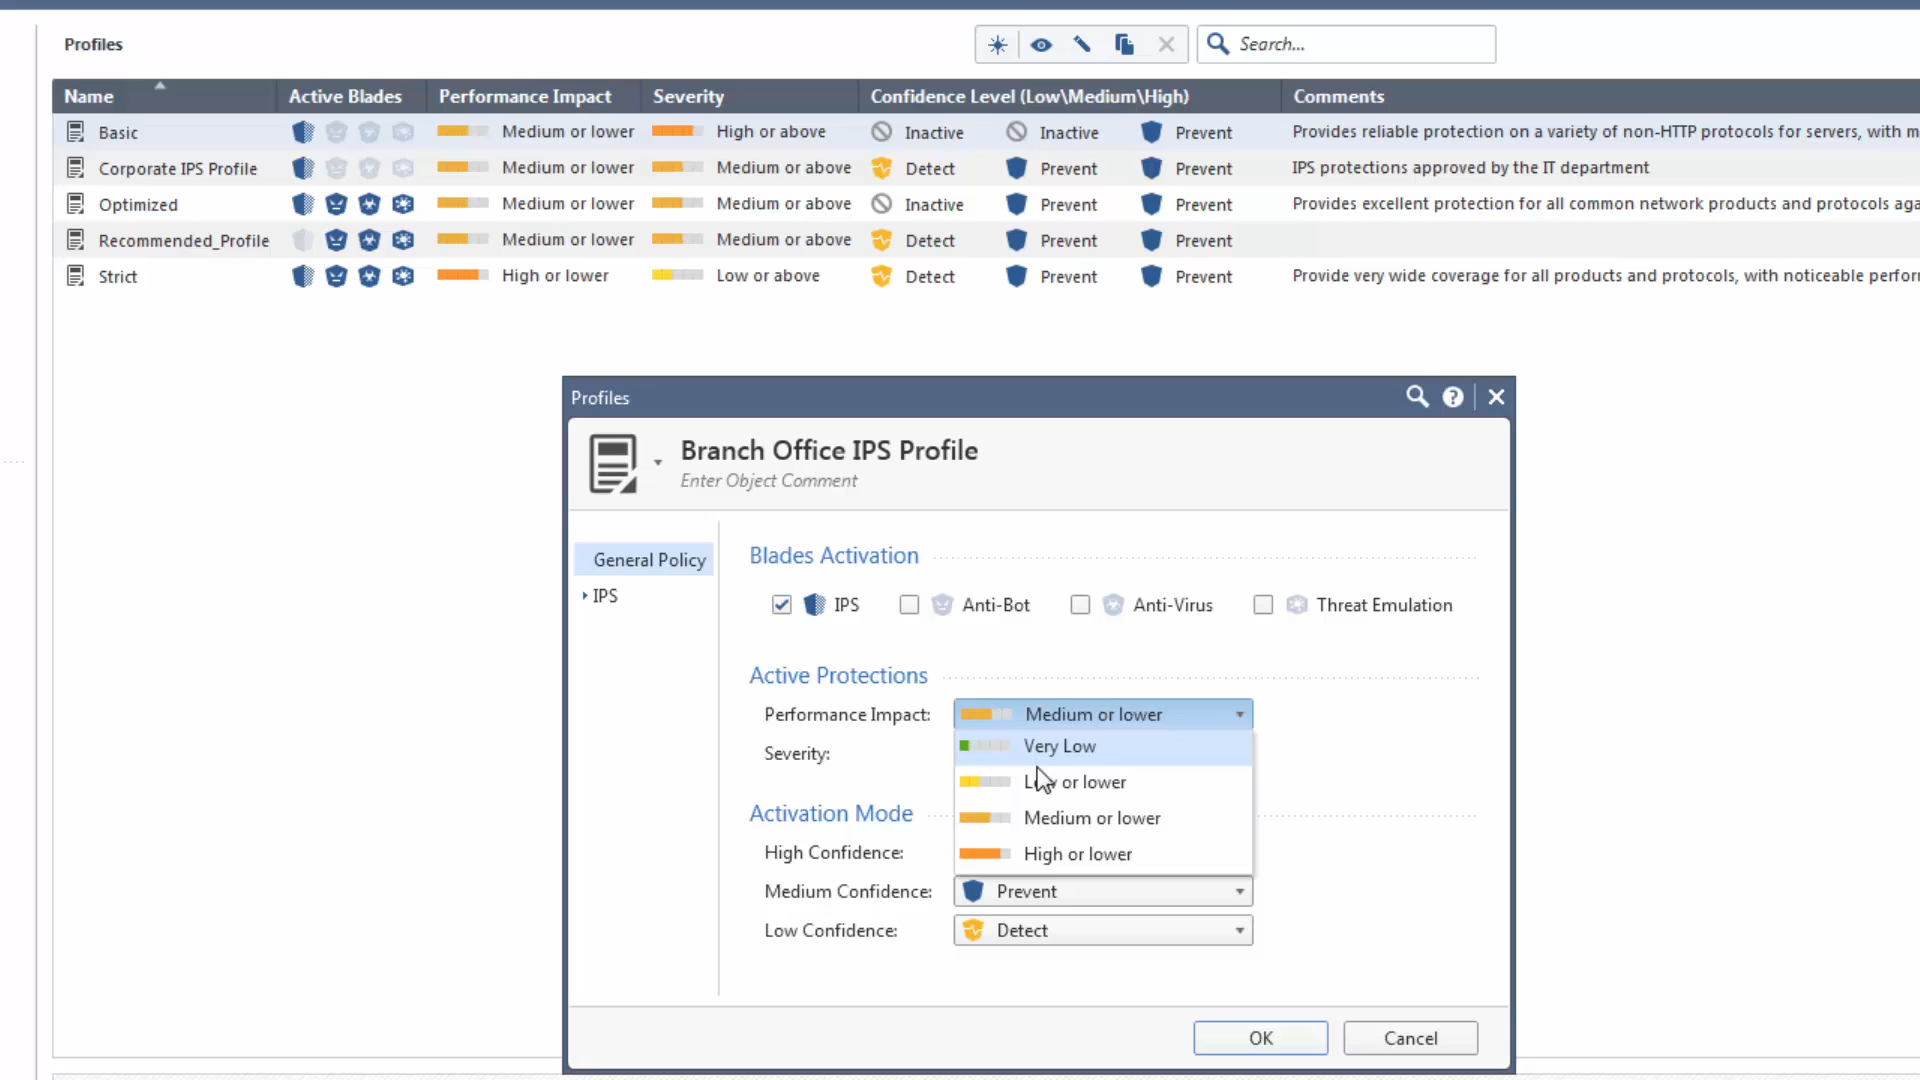 Profiles
Search...
Name Active Blades Performance Impact Severity Confidence Level (Low\Medium\High) Comments
Basic Medium or lower High or above Inactive Inactive Prevent Provides reliable protection on a variety of non-HTTP protocols for servers, with m
Corporate IPS Profile Medium or lower Medium or above Detect Prevent Prevent IPS protections approved by the IT department
Optimized Medium or lower Medium or above Inactive Prevent Prevent Provides excellent protection for all common network products and protocols aga
Recommended_Profile Medium or lower Medium or above Detect Prevent Prevent
Strict High or lower Low or above Detect Prevent Prevent Provide very wide coverage for all products and protocols, with noticeable perfor
Profiles
Branch Office IPS Profile
Enter Object Comment
General Policy
IPS
Blades Activation
IPS Anti-Bot Anti-Virus Threat Emulation
Active Protections
Performance Impact: Medium or lower
Very Low
Severity:
Low or lower
Activation Mode
Medium or lower
High Confidence:
High or lower
Medium Confidence: Prevent
Low Confidence: Detect
OK Cancel